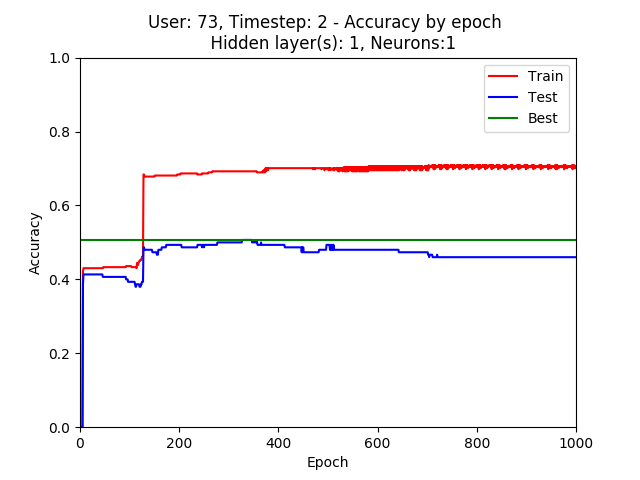 User: 73, Timestep: 2 - Accuracy by epoch
Hidden layer(s): 1, Neurons:1
Train
Test
Best
1.0
0.8
0.6
0.4
0.2
0.0
Accuracy
0 200 400 600 800 1000
Epoch